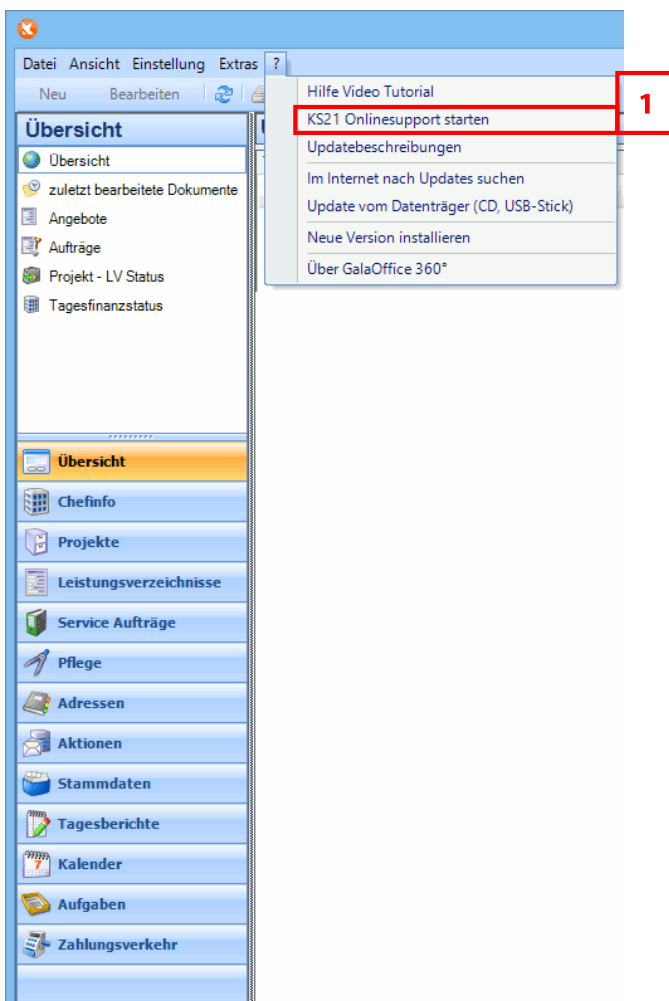 Datei Ansicht Einstellung Extras ?
Neu Bearbeiten
Hilfe Video Tutorial
KS21 Onlinesupport starten
1
Updatebeschreibungen
Im Internet nach Updates suchen
Update vom Datenträger (CD, USB-Stick)
Neue Version installieren
Über GalaOffice 360°
Übersicht
Übersicht
zuletzt bearbeitete Dokumente
Angebote
Aufträge
Projekt - LV Status
Tagesfinanzstatus
Übersicht
Chefinfo
Projekte
Leistungsverzeichnisse
Service Aufträge
Pflege
Adressen
Aktionen
Stammdaten
Tagesberichte
7
Kalender
Aufgaben
Zahlungsverkehr